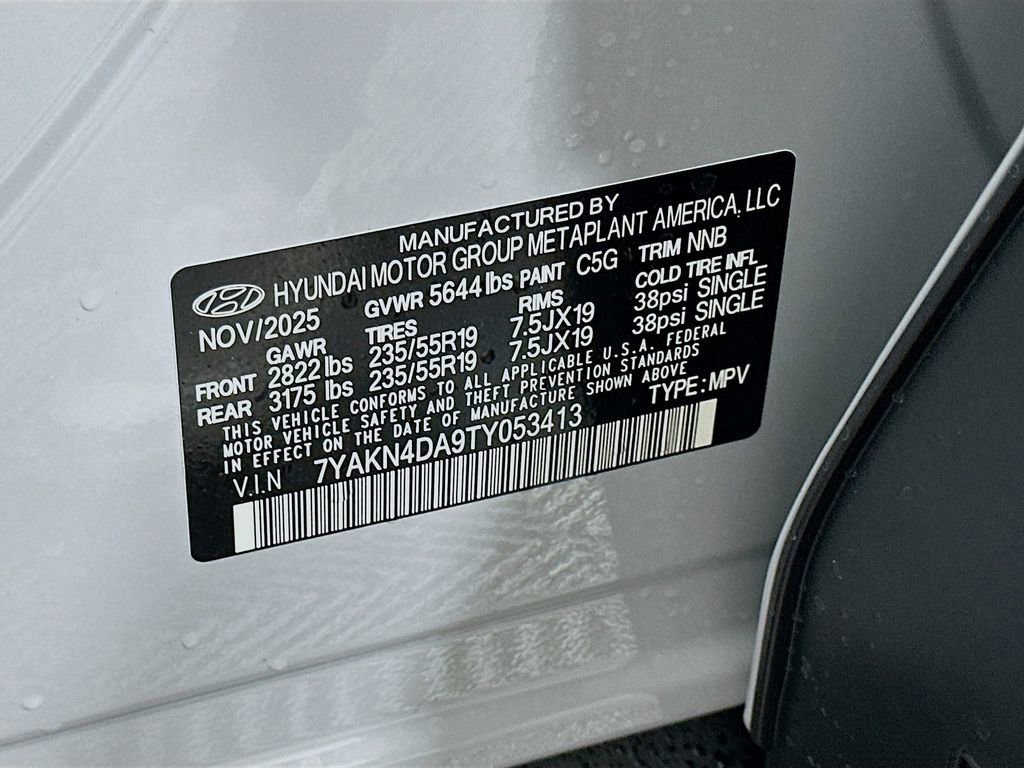 MANUFACTURED BY
HYUNDAI MOTOR GROUP METAPLANT AMERICA, LLC
NOV/2025 GVWR 5644 lbs PAINT C5G TRIM NNB
GAWR TIRES RIMS COLD TIRE INFL
FRONT 2822 lbs 235/55R19 7.5JX19 38psi SINGLE
REAR 3175 lbs 235/55R19 7.5JX19 38psi SINGLE
THIS VEHICLE CONFORMS TO ALL APPLICABLE U.S.A. FEDERAL
MOTOR VEHICLE SAFETY AND THEFT PREVENTION STANDARDS
IN EFFECT ON THE DATE OF MANUFACTURE SHOWN ABOVE
V.I.N 7YAKN4DA9TY053413 TYPE: MPV